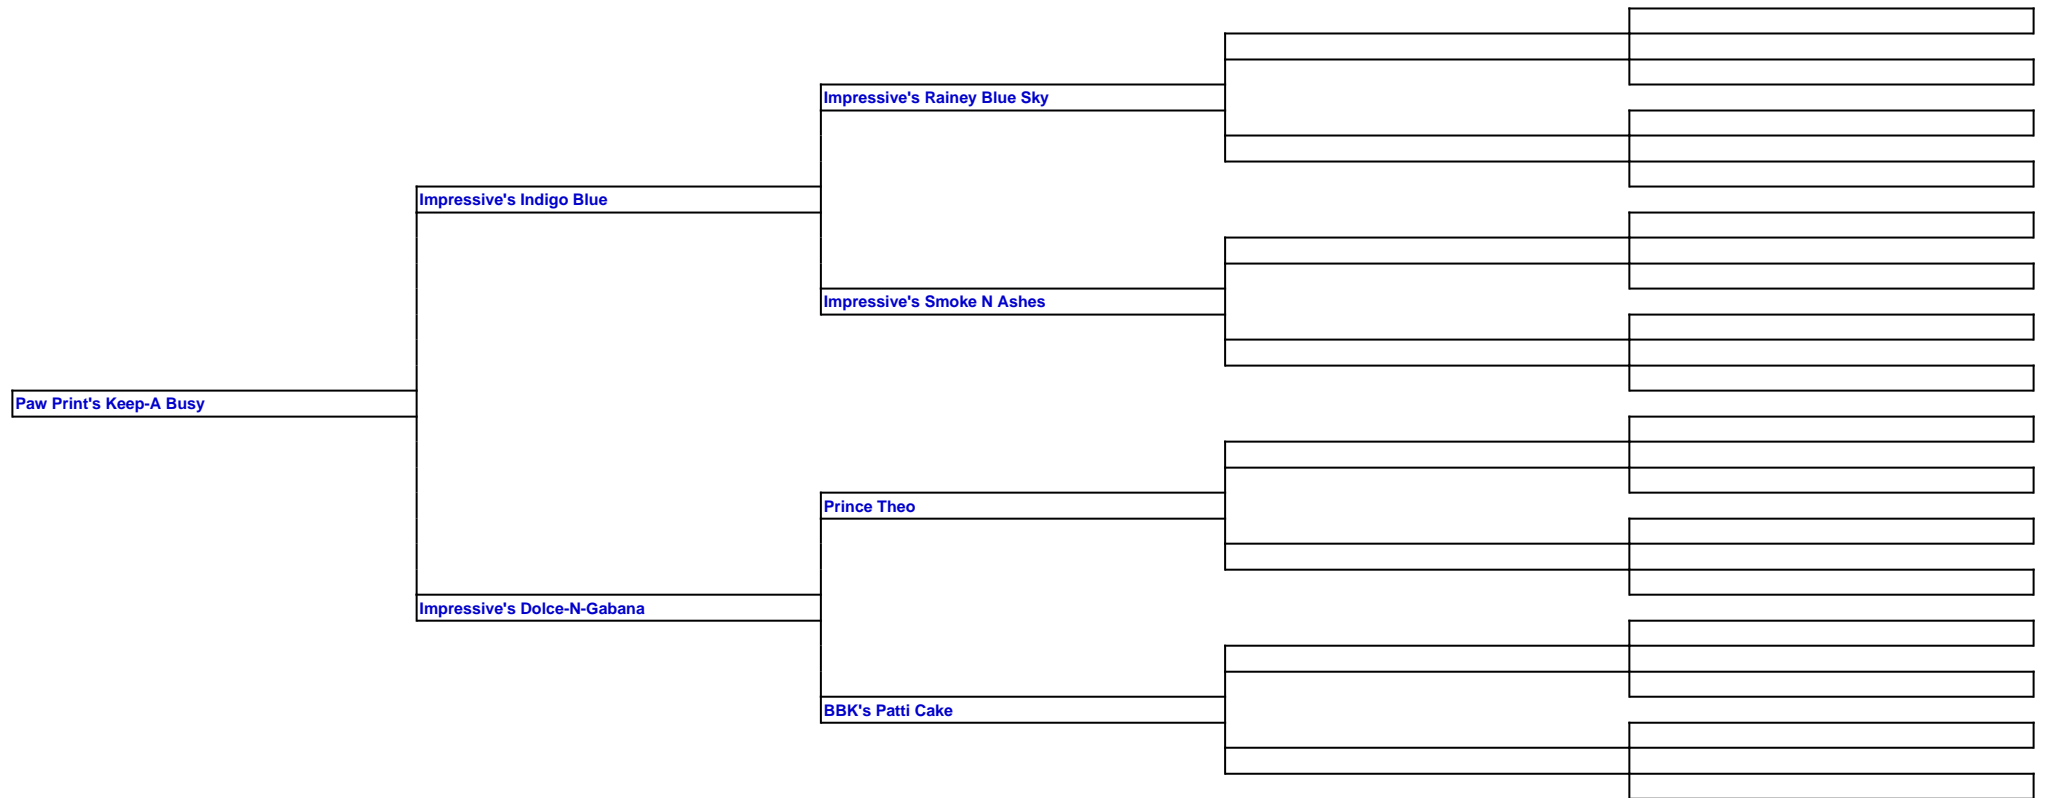 Impressive's Rainey Blue Sky
Impressive's Indigo Blue
Impressive's Smoke N Ashes
Paw Print's Keep-A Busy
Prince Theo
Impressive's Dolce-N-Gabana
BBK's Patti Cake